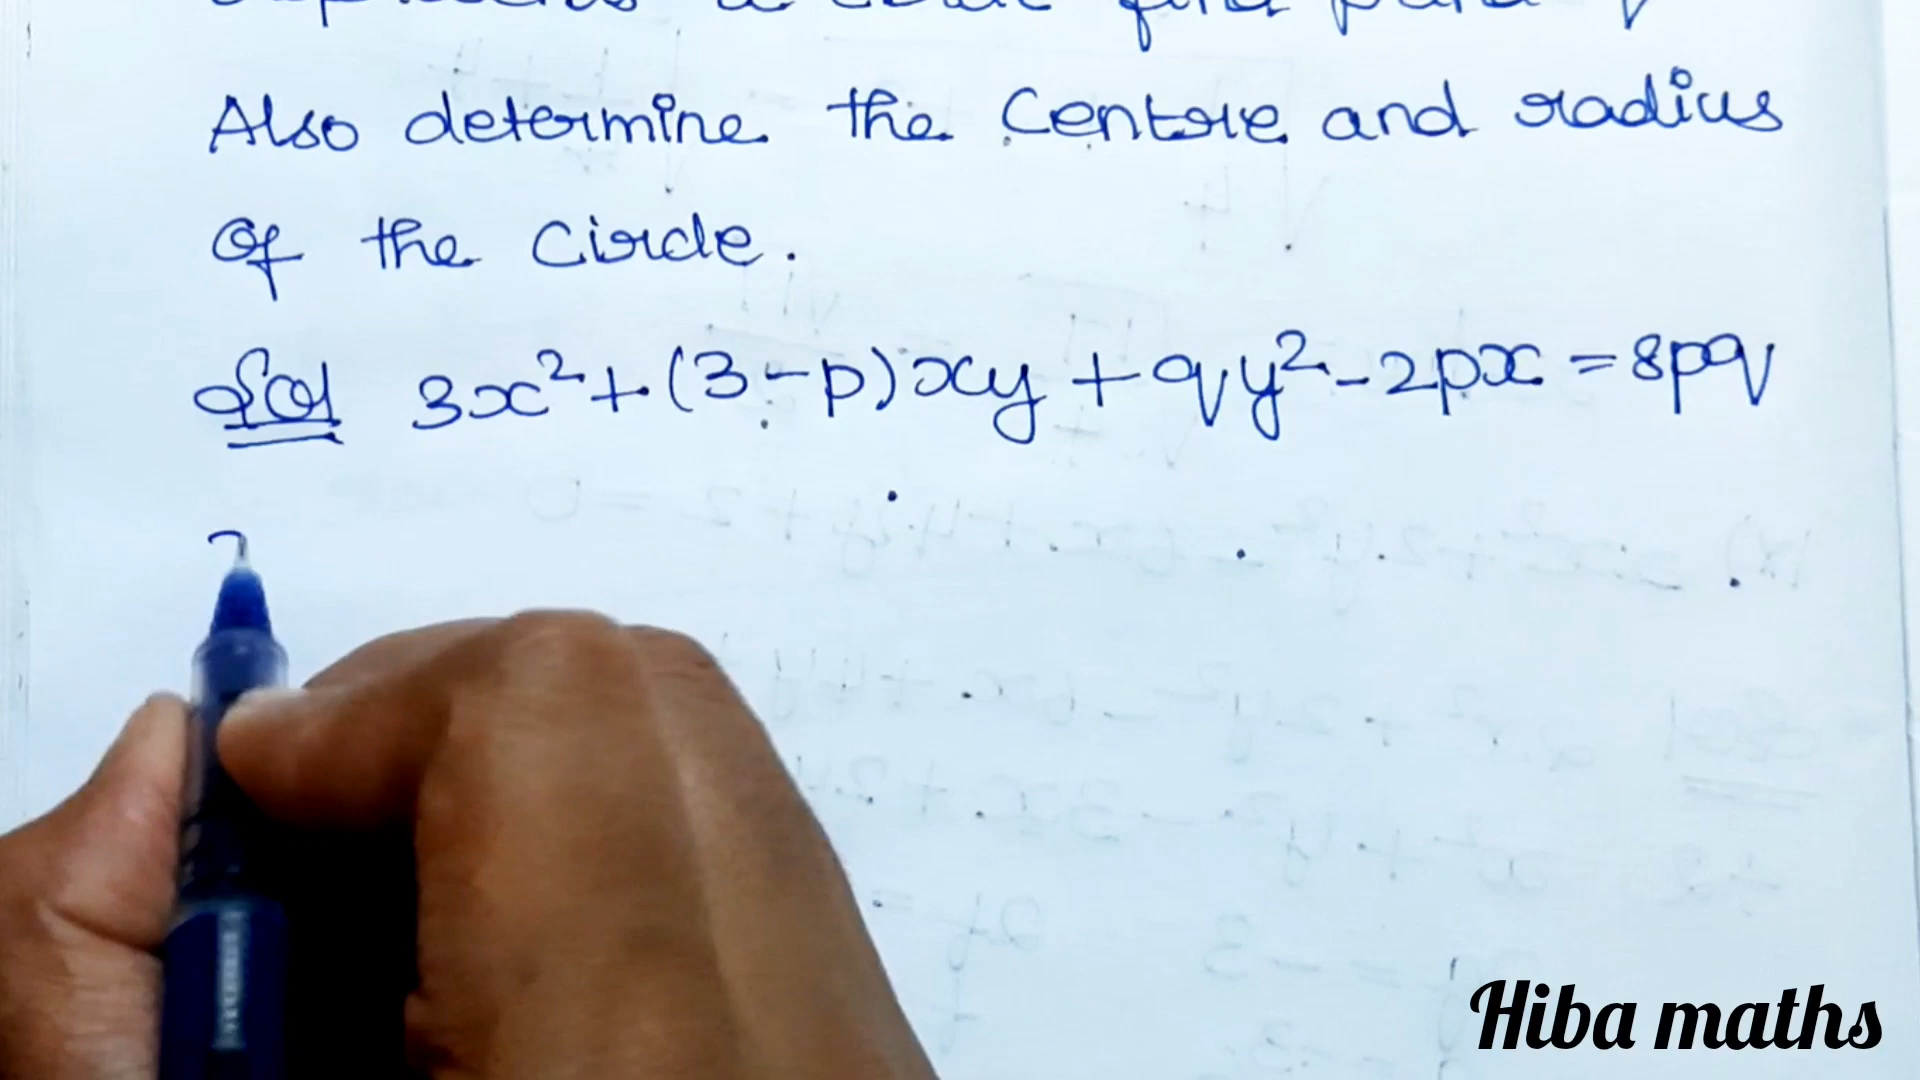 Also determine the Centre and radius
Of the Circle.
Sol 3x²+(3-p)xy+qy²-2px=8pq
Hiba maths